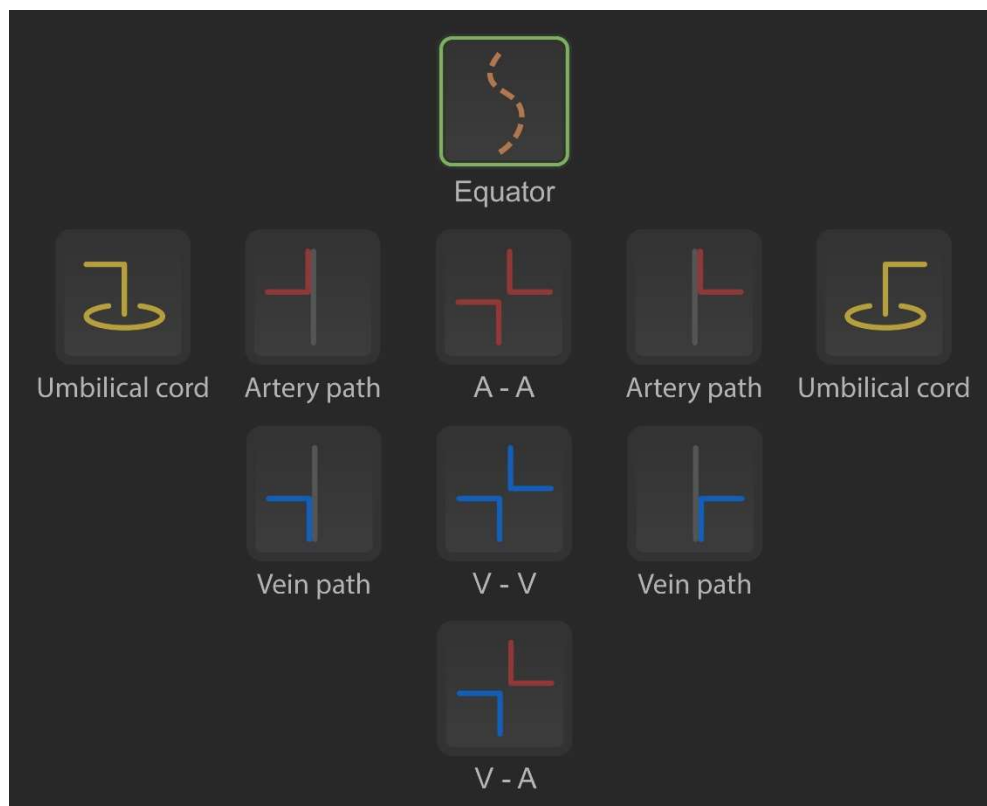 Equator
Umbilical cord Artery path A - A Artery path Umbilical cord
Vein path V - V Vein path
V - A